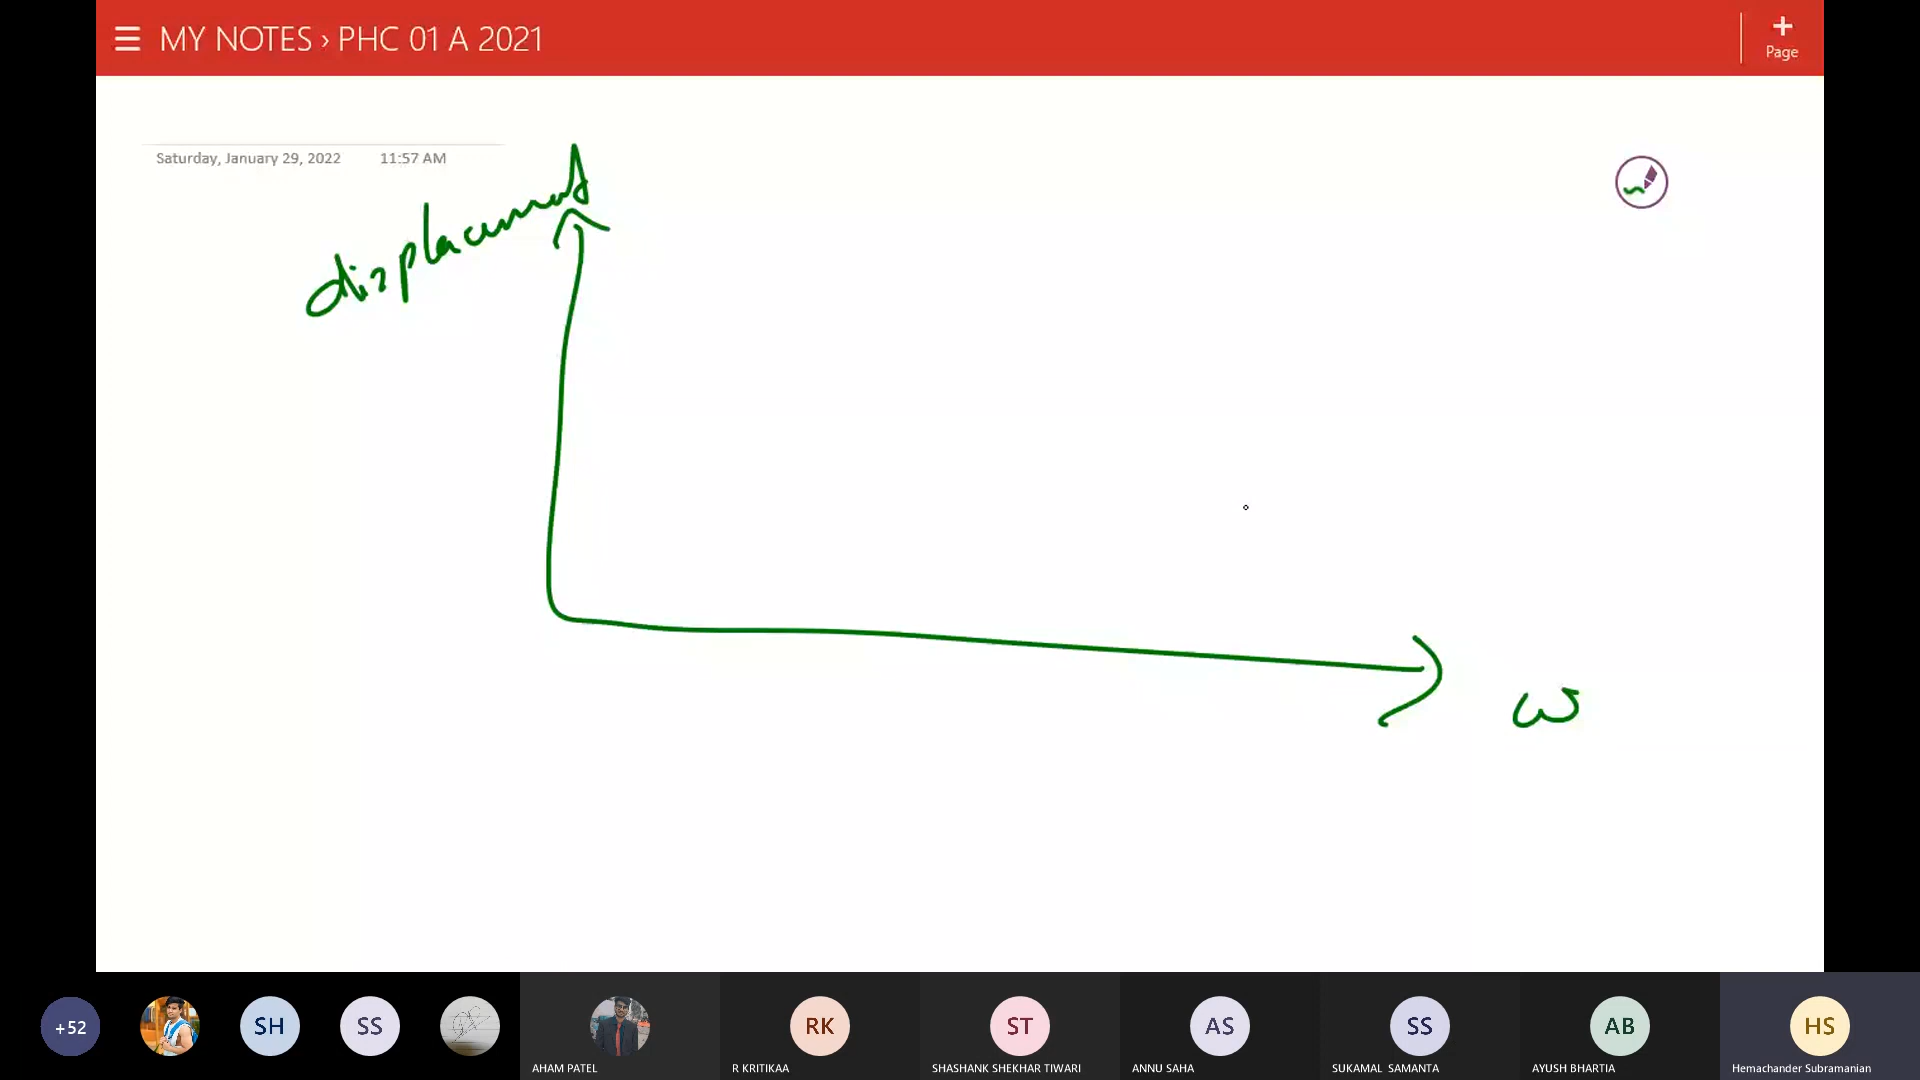 MY NOTES › PHC 01 A 2021
+
Page
Saturday, January 29, 2022 11:57 AM
displacement
ω
+52
SH
SS
RK
ST
AS
SS
AB
HS
AHAM PATEL
R KRITIKAA
SHASHANK SHEKHAR TIWARI
ANNU SAHA
SUKAMAL SAMANTA
AYUSH BHARTIA
Hemachander Subramanian